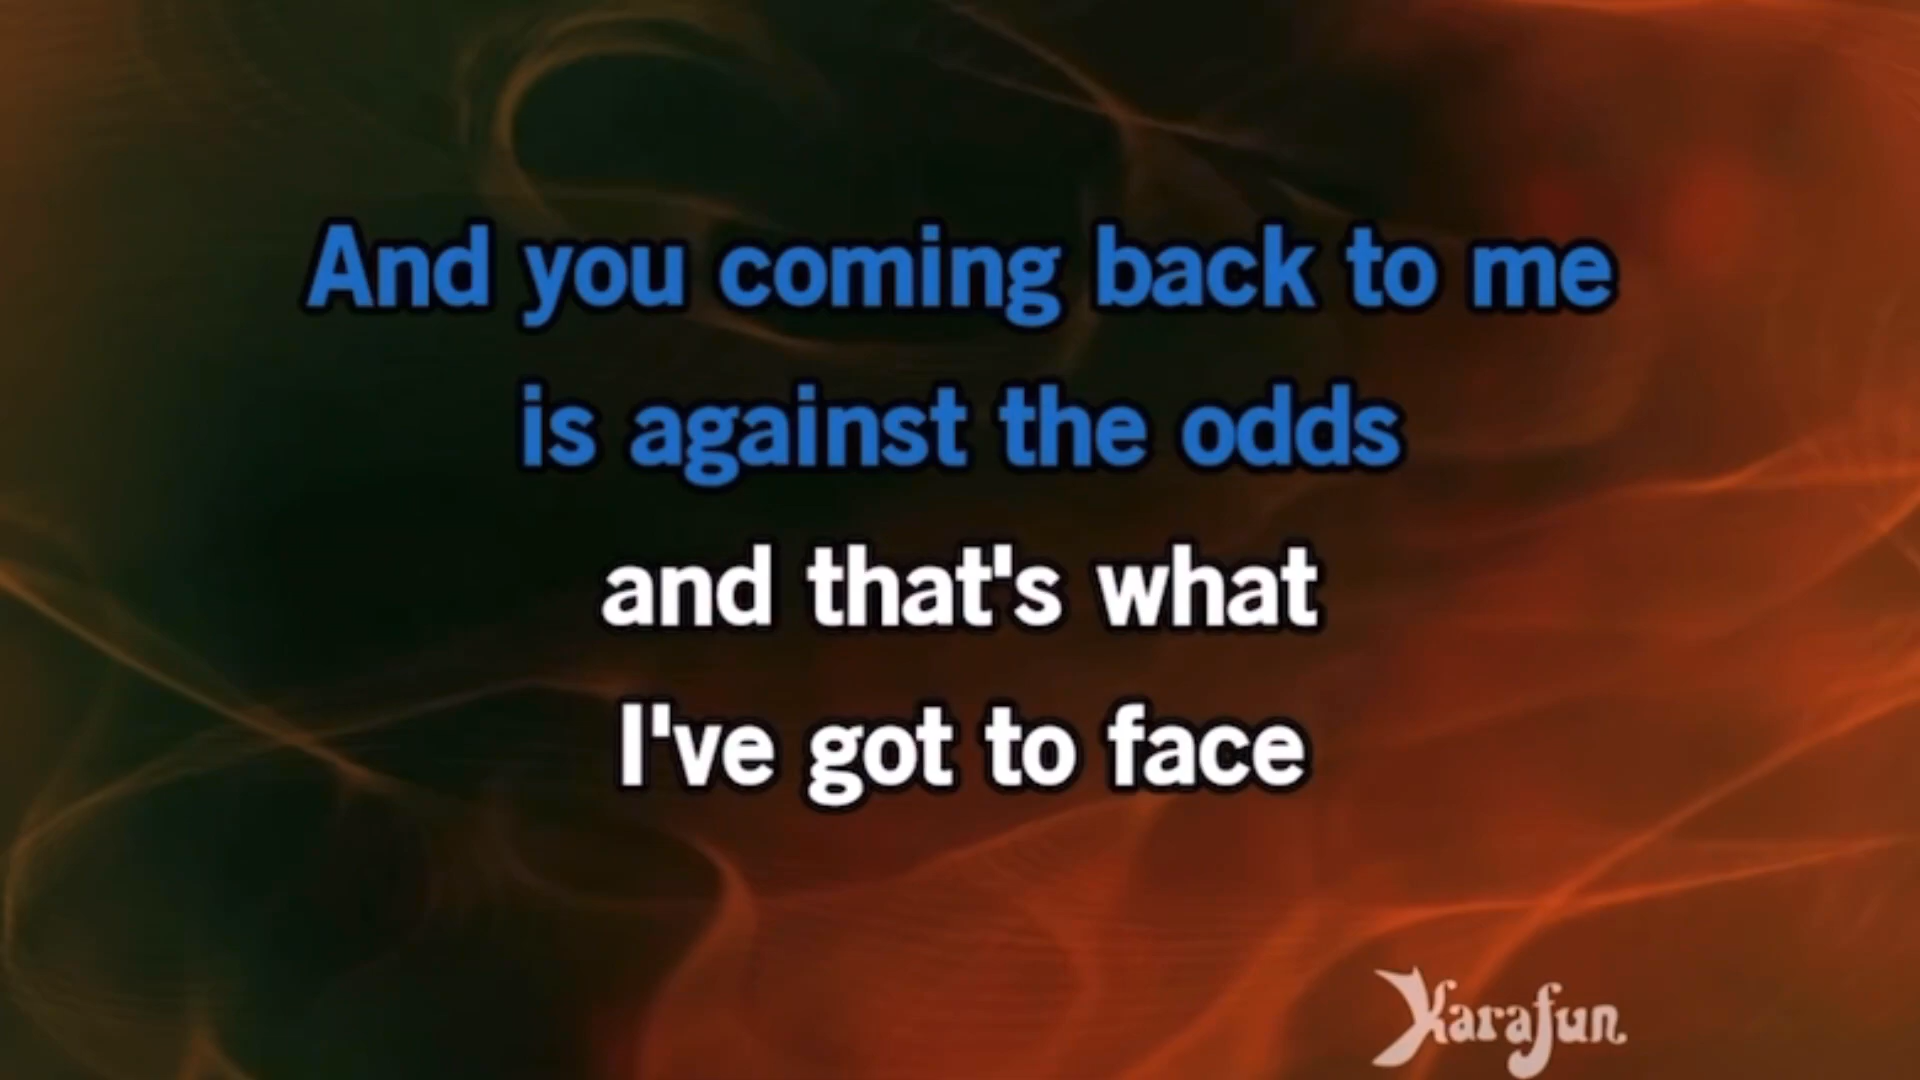 And you coming back to me
is against the odds
and that's what
I've got to face
Karafun